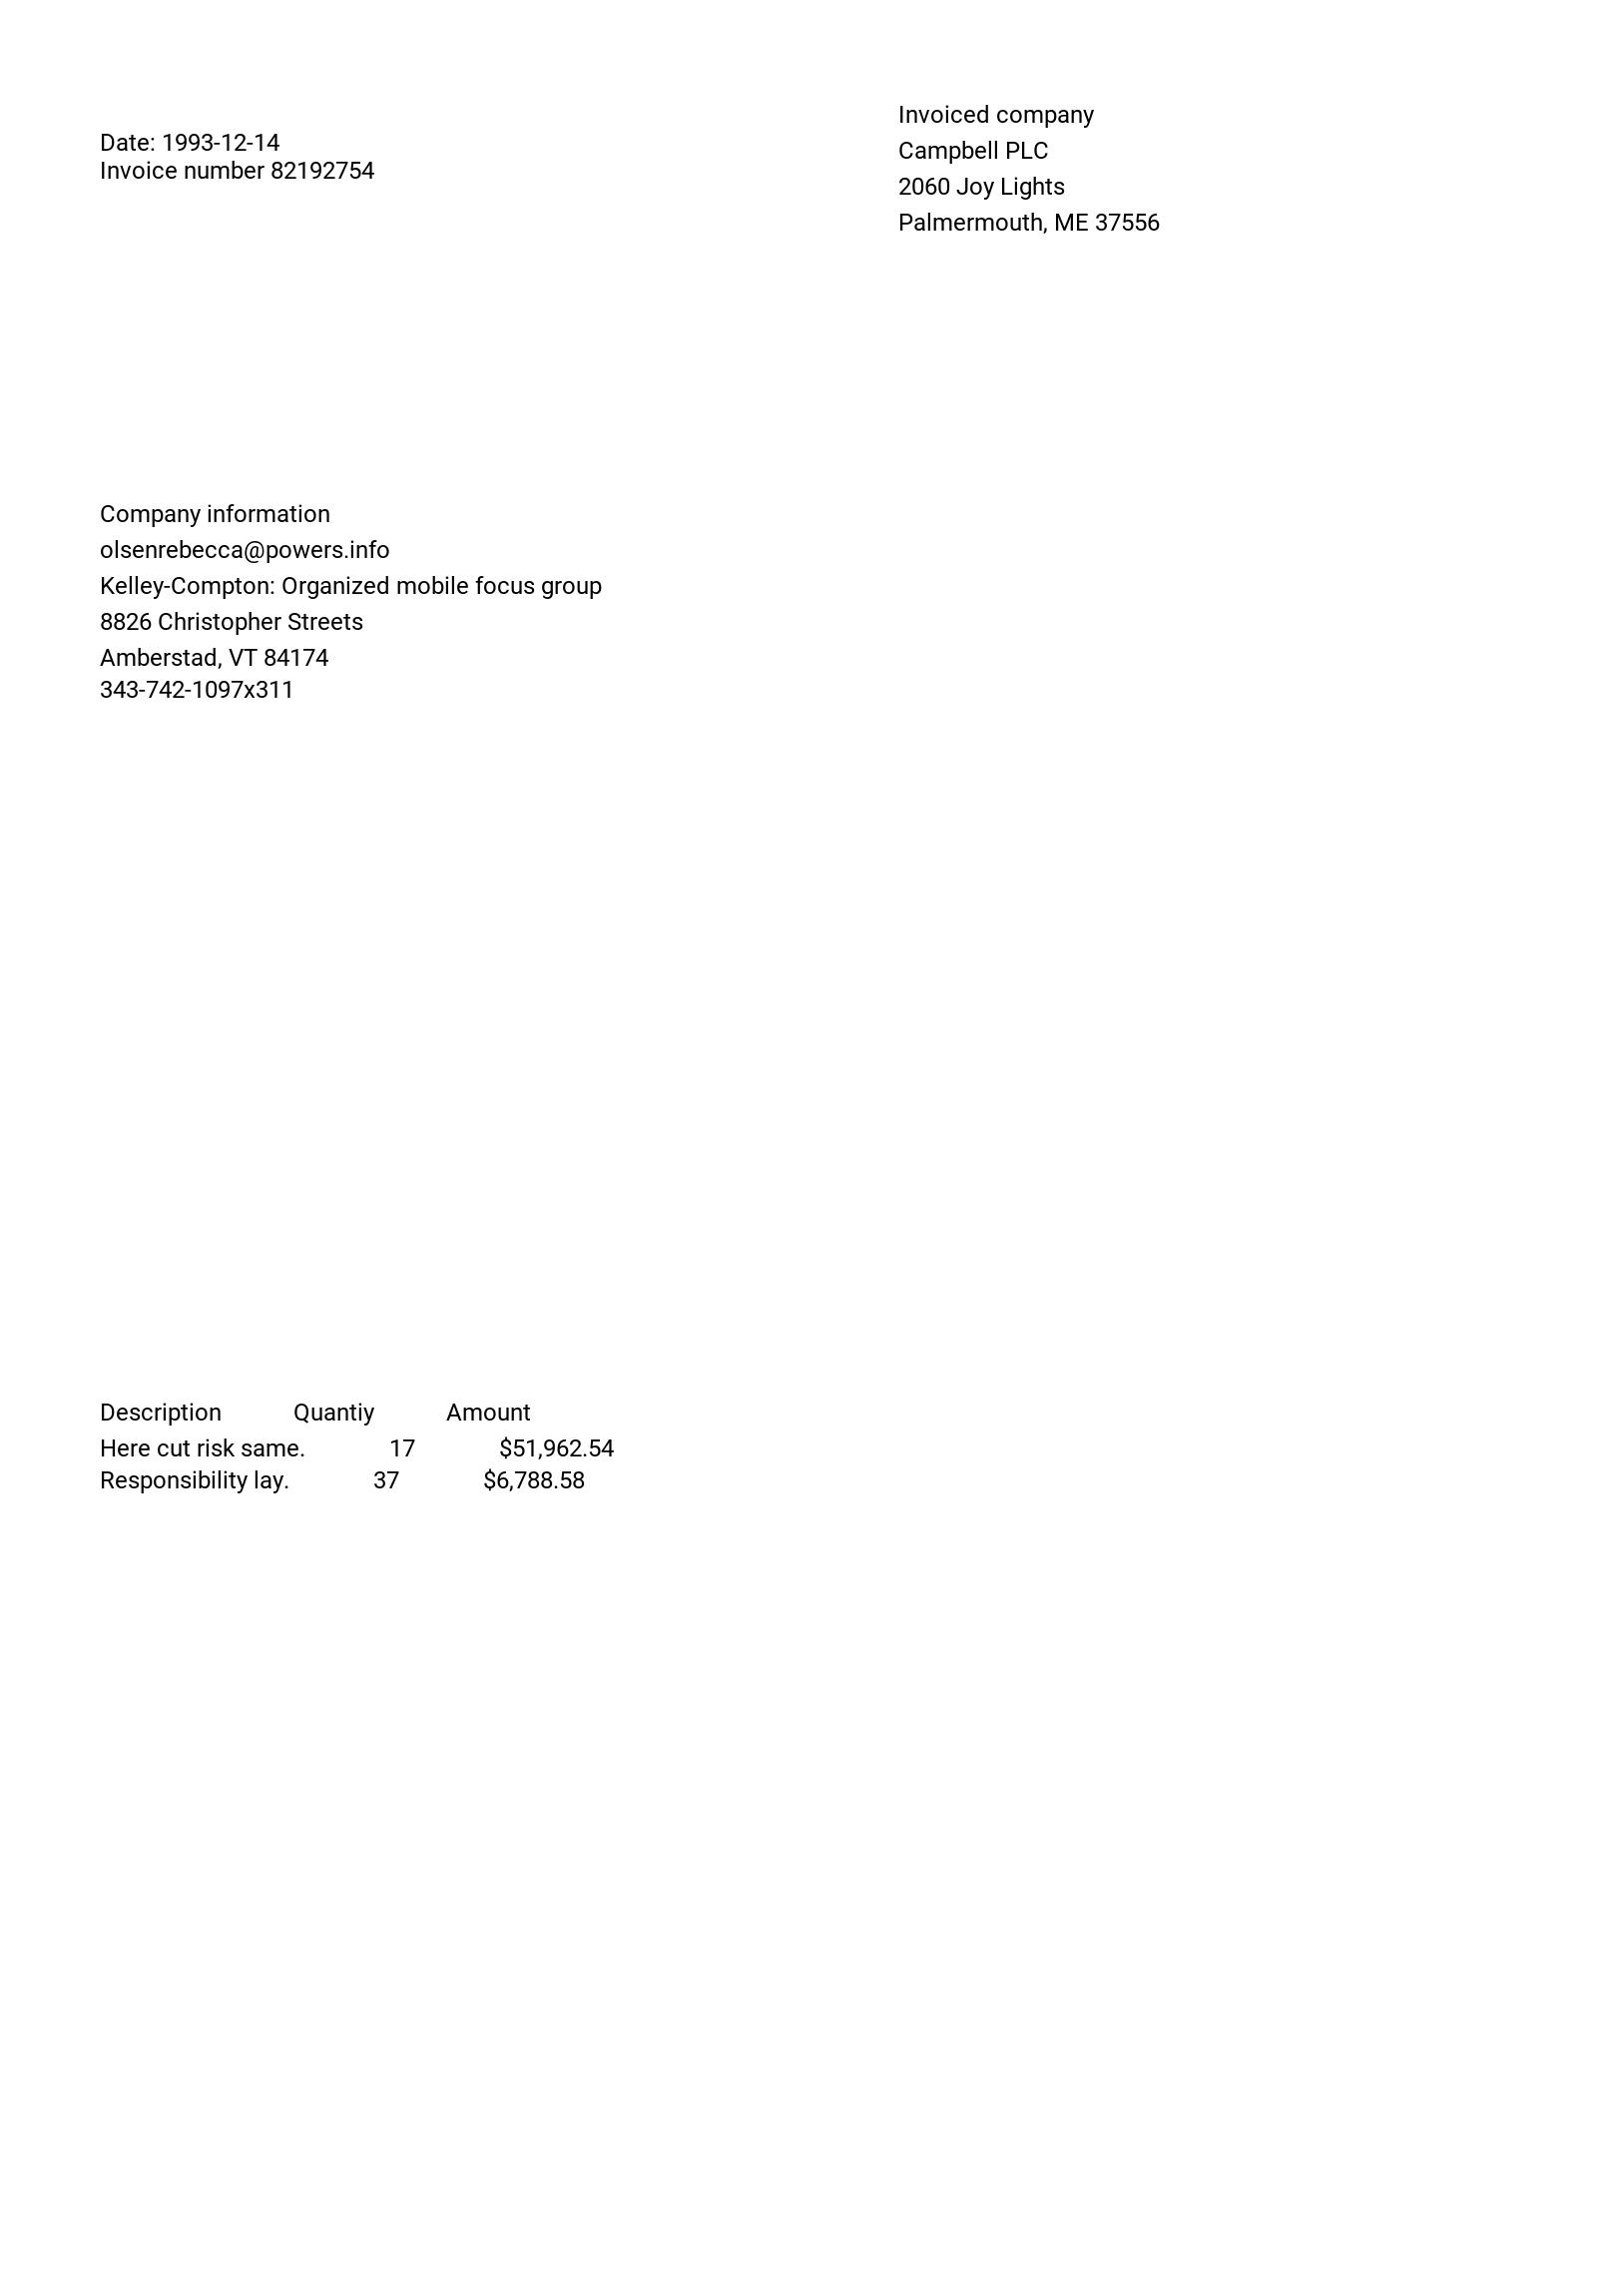 Date: 1993-12-14
Invoice number 82192754
Invoiced company
Campbell PLC
2060 Joy Lights
Palmermouth, ME 37556
Company information
olsenrebecca@powers.info
Kelley-Compton: Organized mobile focus group
8826 Christopher Streets
Amberstad, VT 84174
343-742-1097x311
Description Quantiy Amount
Here cut risk same. 17 $51,962.54
Responsibility lay. 37 $6,788.58